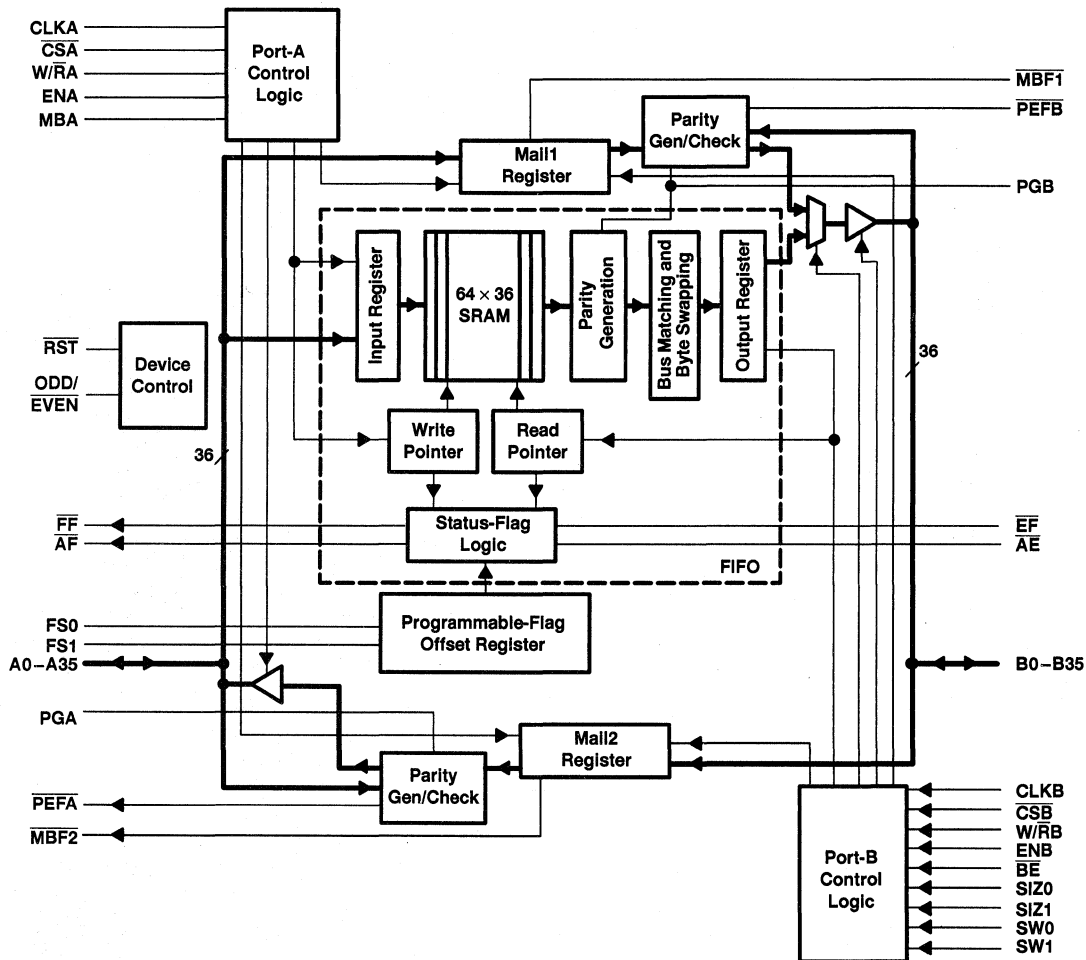 CLKA
CSA
W/RA
ENA
MBA
Port-A
Control
Logic
MBF1
PEFB
Parity
Gen/Check
Mail1
Register
PGB
Input Register
64 × 36
SRAM
Parity
Generation
Bus Matching and
Byte Swapping
Output Register
RST
ODD/
EVEN
Device
Control
36
36
Write
Pointer
Read
Pointer
FF
AF
Status-Flag
Logic
EF
AE
FIFO
FS0
FS1
Programmable-Flag
Offset Register
A0–A35
B0–B35
PGA
Mail2
Register
Parity
Gen/Check
PEFA
MBF2
Port-B
Control
Logic
CLKB
CSB
W/RB
ENB
BE
SIZ0
SIZ1
SW0
SW1